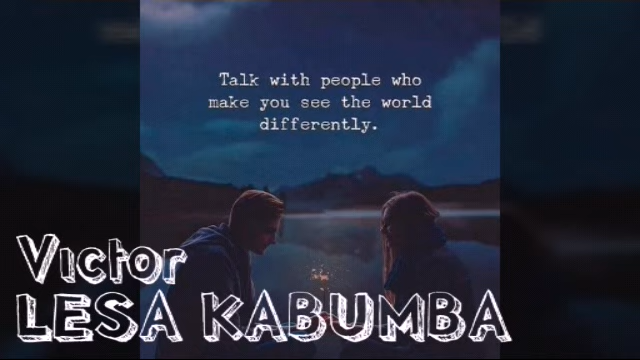 Talk with people who
make you see the world
differently.
Victor
LESA KABUMBA